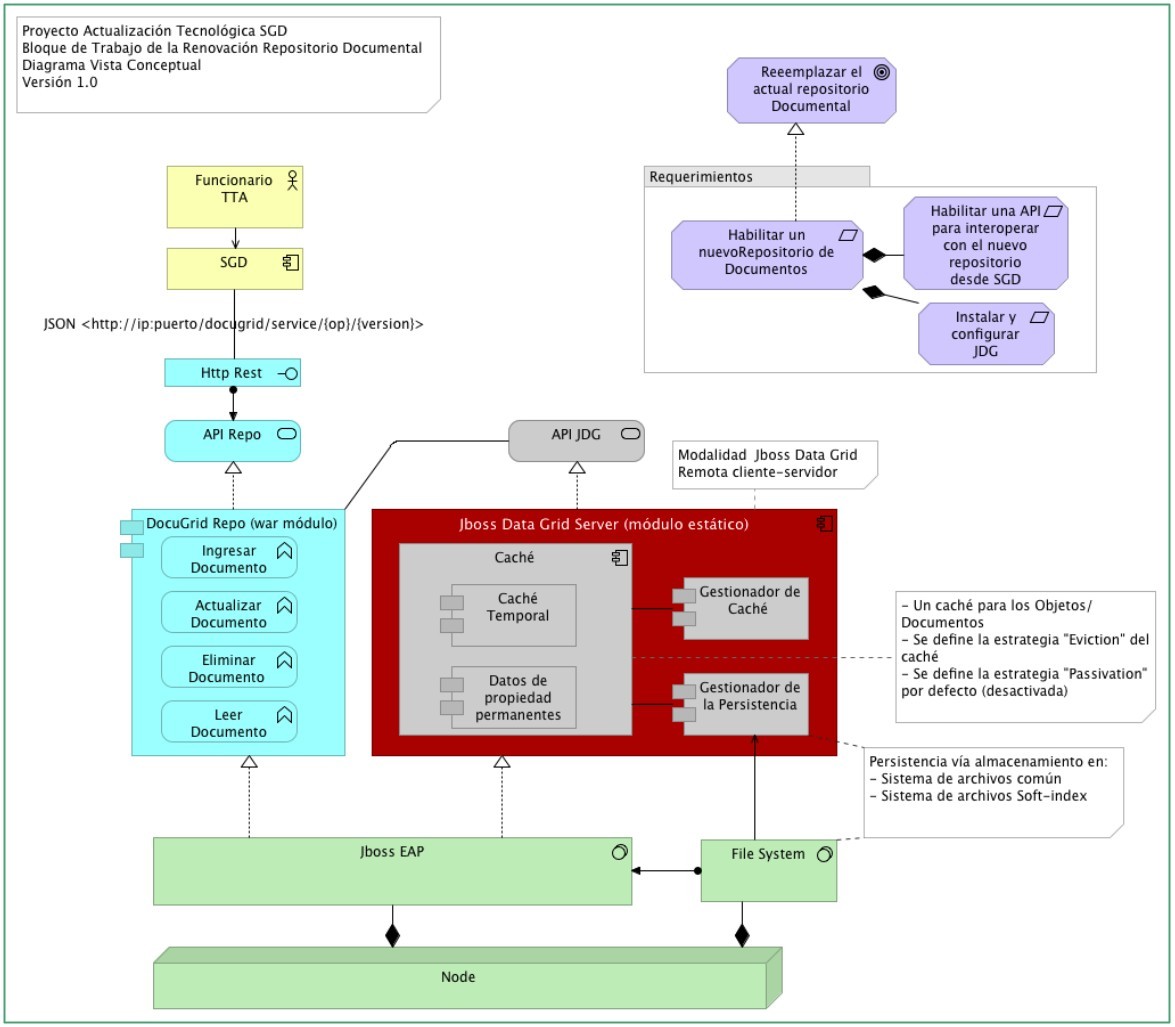 Proyecto Actualización Tecnológica SGD
Bloque de Trabajo de la Renovación Repositorio Documental
Diagrama Vista Conceptual
Versión 1.0
Reeemplazar el
actual repositorio
Documental
Requerimientos
Habilitar un
nuevoRepositorio de
Documentos
Habilitar una API
para interoperar
con el nuevo
repositorio
desde SGD
Instalar y
configurar
JDG
Funcionario
TTA
SGD
JSON <http://ip:puerto/docugrid/service/{op}/{version}>
Http Rest
API Repo
API JDG
Modalidad  Jboss Data Grid
Remota cliente-servidor
DocuGrid Repo (war módulo)
Ingresar
Documento
Actualizar
Documento
Eliminar
Documento
Leer
Documento
Jboss Data Grid Server (módulo estático)
Caché
Caché
Temporal
Datos de
propiedad
permanentes
Gestionador de
Caché
Gestionador de
la Persistencia
- Un caché para los Objetos/
Documentos
- Se define la estrategia "Eviction" del
caché
- Se define la estrategia "Passivation"
por defecto (desactivada)
Persistencia vía almacenamiento en:
- Sistema de archivos común
- Sistema de archivos Soft-index
Jboss EAP
File System
Node